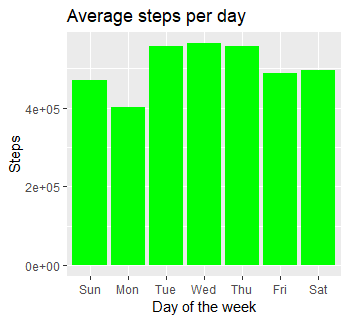 Average steps per day
Steps
4e+05
2e+05
0e+00
Sun Mon Tue Wed Thu Fri Sat
Day of the week